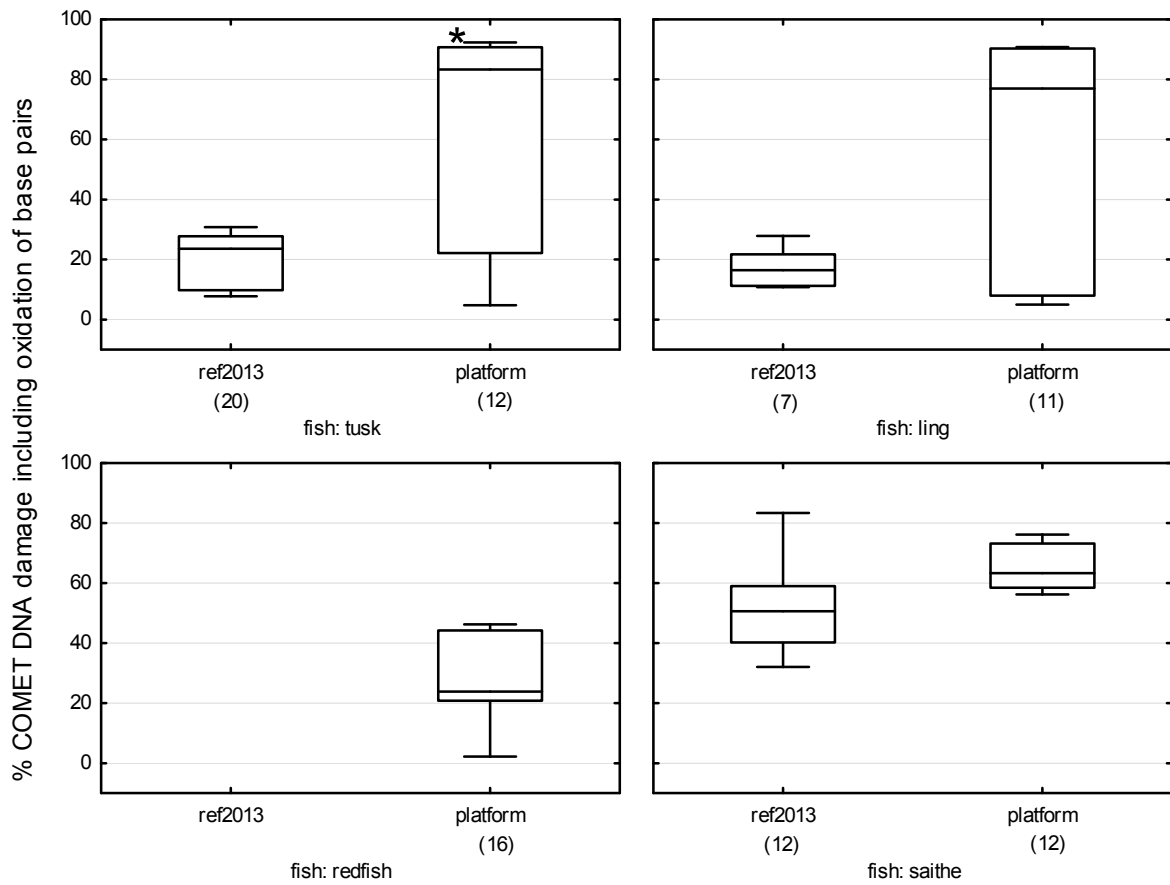 % COMET DNA damage including oxidation of base pairs
100
80
60
40
20
0
*
ref2013 platform
(20) (12)
fish: tusk
ref2013 platform
(7) (11)
fish: ling
100
80
60
40
20
0
ref2013 platform
(16)
fish: redfish
ref2013 platform
(12) (12)
fish: saithe